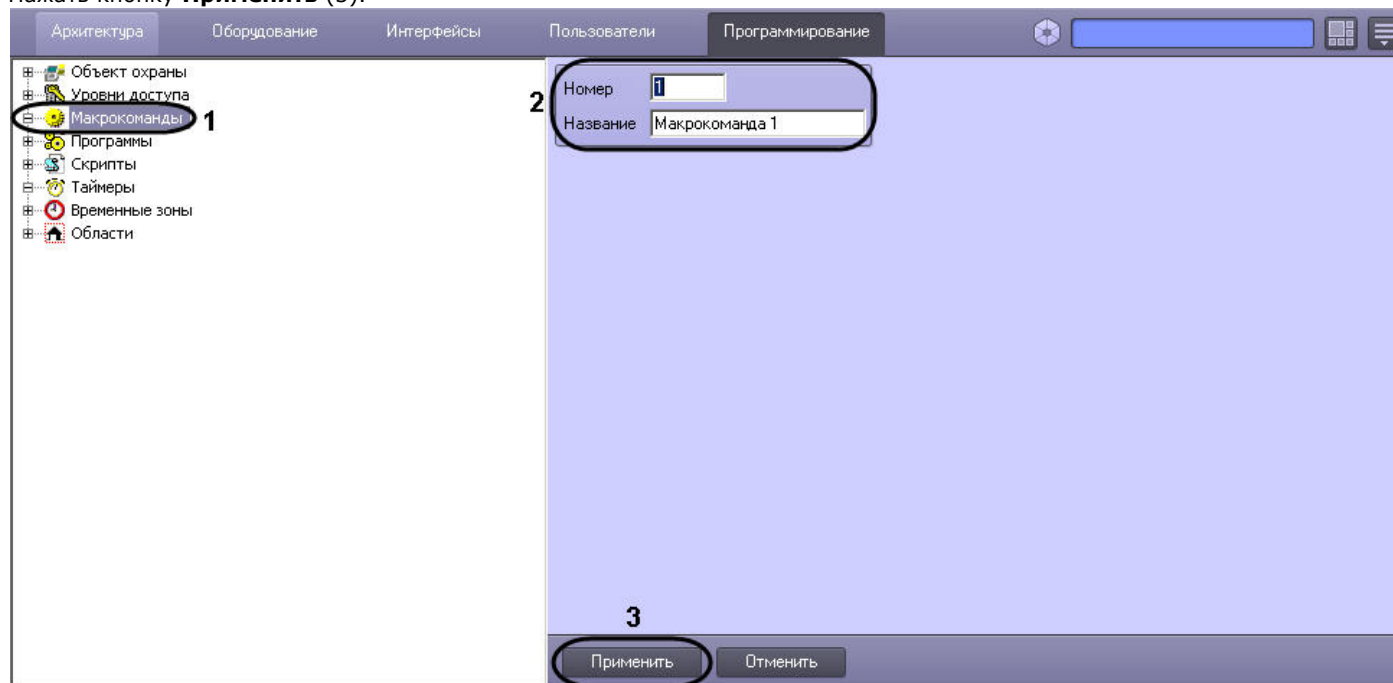 нажать кнопку Применить (3).
Архитектура Оборудование Интерфейсы Пользователи Программирование
Объект охраны
Уровни доступа
Макрокоманды 1
Программы
Скрипты
Таймеры
Временные зоны
Области
2
Номер 1
Название Макрокоманда 1
3
Применить Отменить